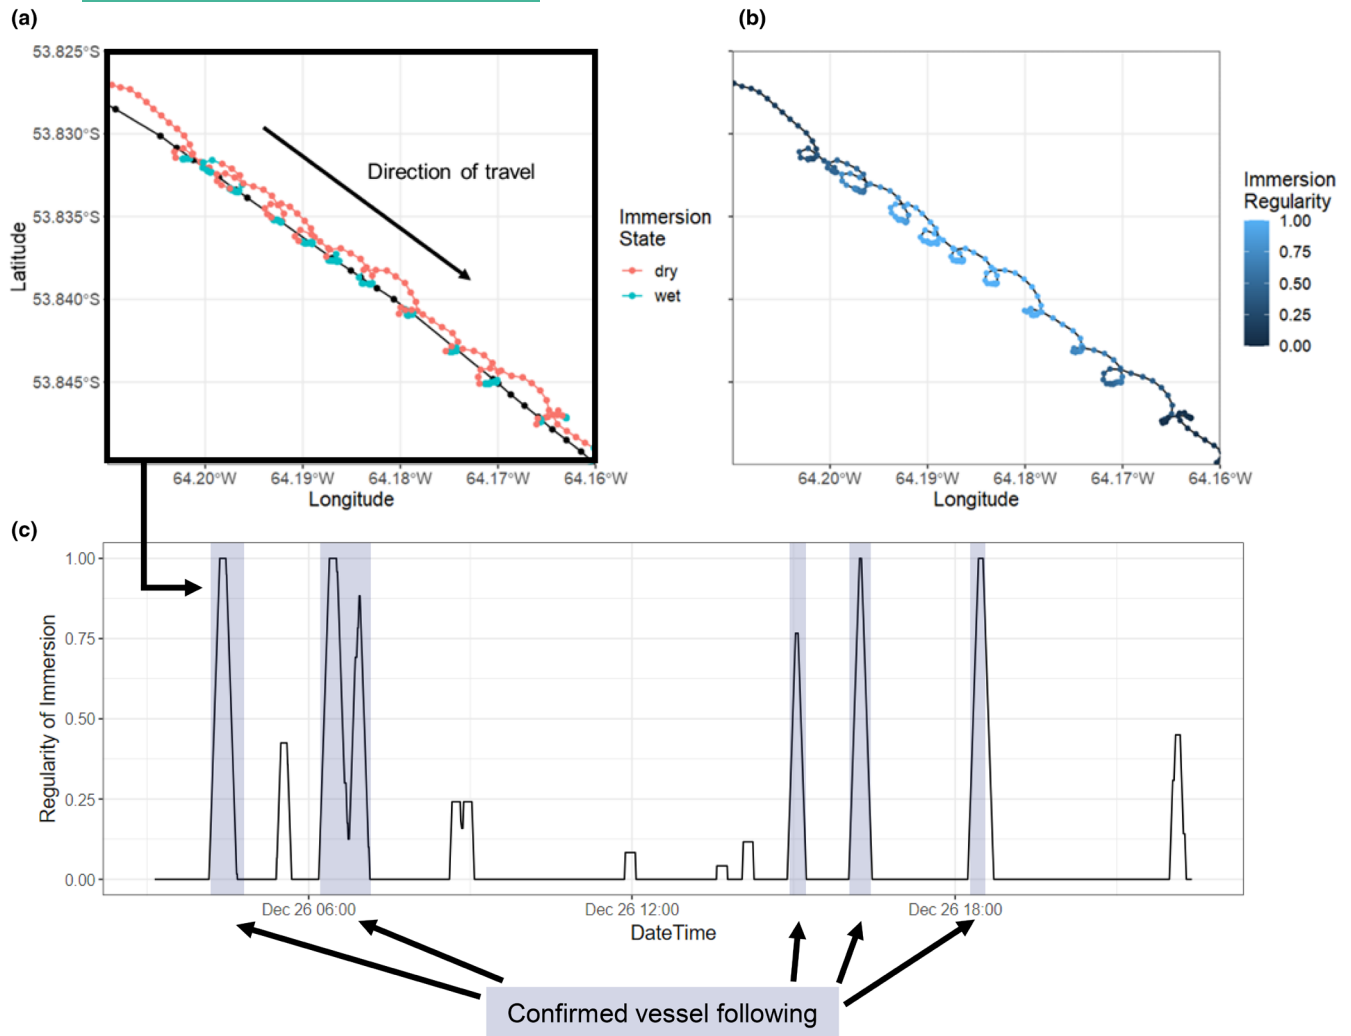 (a)
53.825°S
53.830°S
53.835°S
53.840°S
53.845°S
Latitude
Direction of travel
64.20°W 64.19°W 64.18°W 64.17°W 64.16°W
Longitude
Immersion
State
dry
wet
(b)
64.20°W 64.19°W 64.18°W 64.17°W 64.16°W
Longitude
Immersion
Regularity
1.00
0.75
0.50
0.25
0.00
(c)
1.00
0.75
0.50
0.25
0.00
Regularity of Immersion
Dec 26 06:00 Dec 26 12:00 Dec 26 18:00
DateTime
Confirmed vessel following